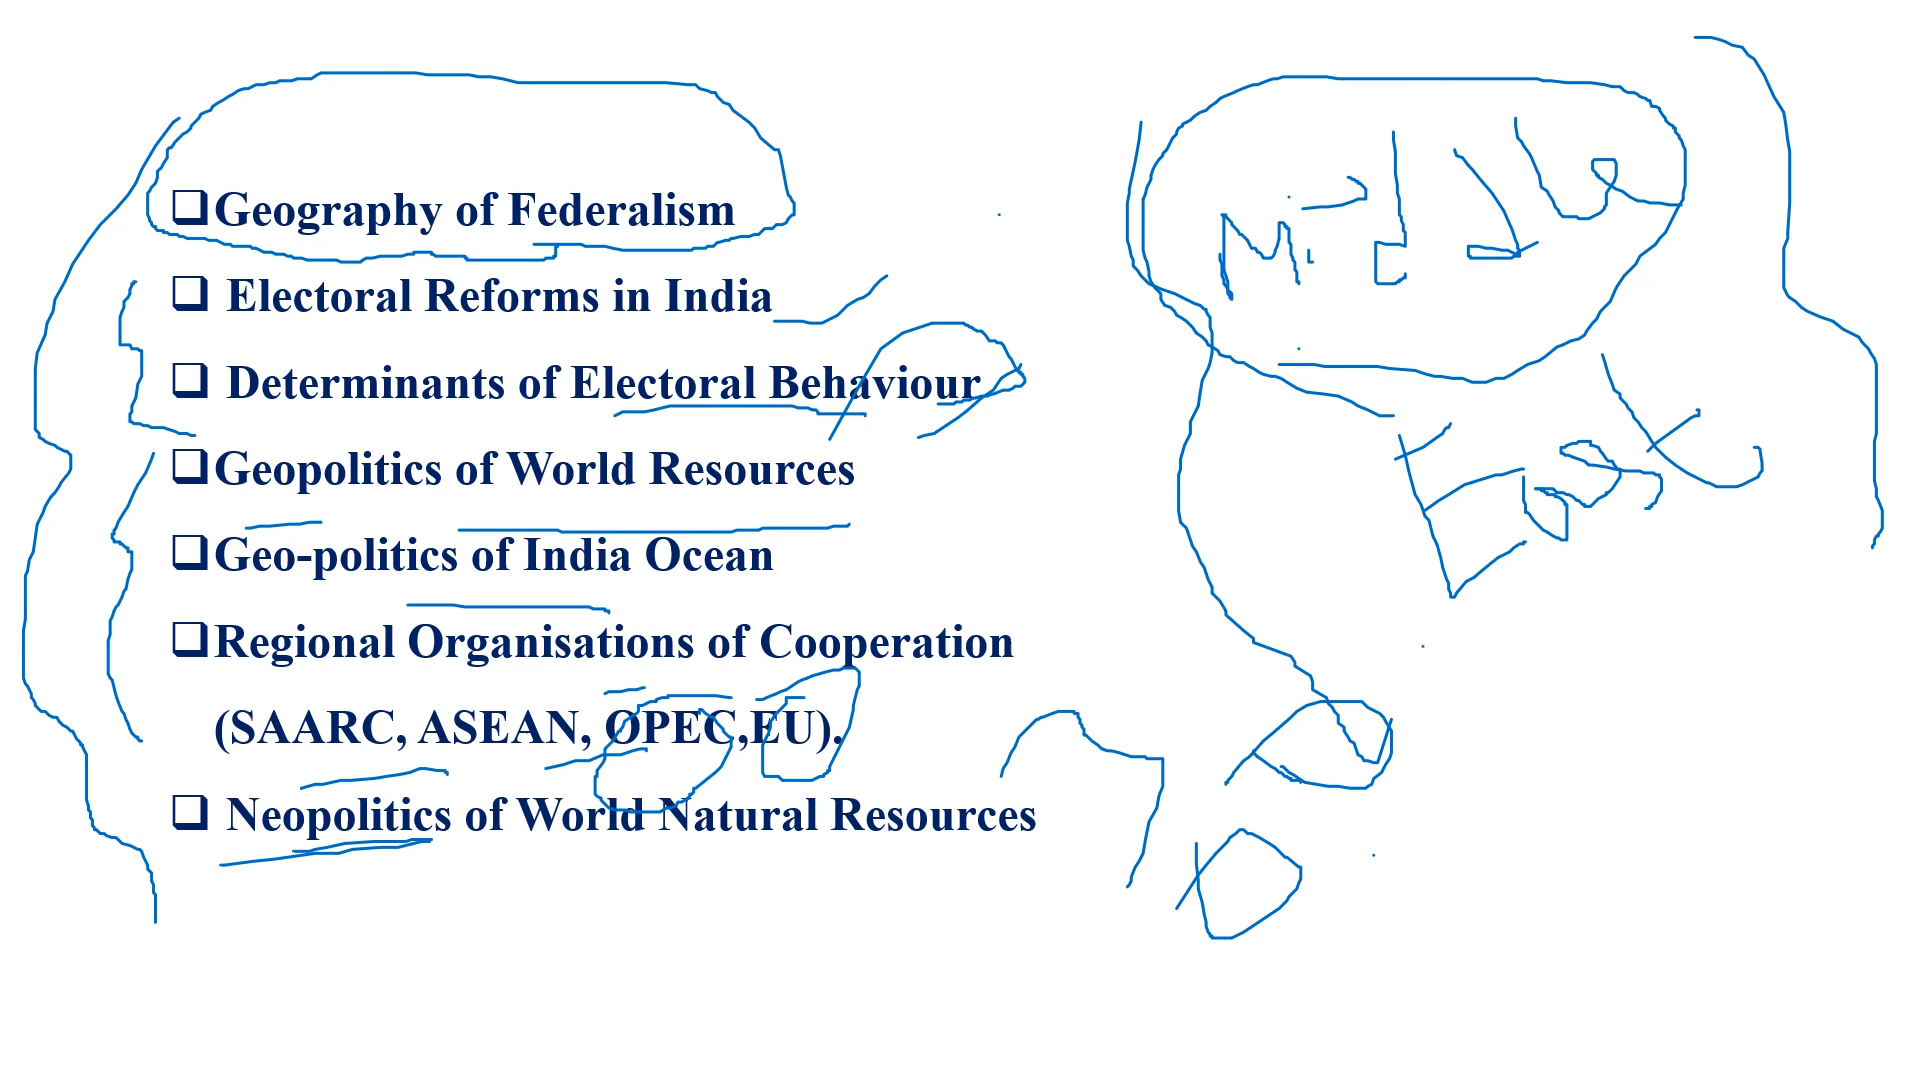 ❑Geography of Federalism
❑ Electoral Reforms in India
❑ Determinants of Electoral Behaviour
❑Geopolitics of World Resources
❑Geo-politics of India Ocean
❑Regional Organisations of Cooperation
(SAARC, ASEAN, OPEC,EU).
❑ Neopolitics of World Natural Resources
Middle
East